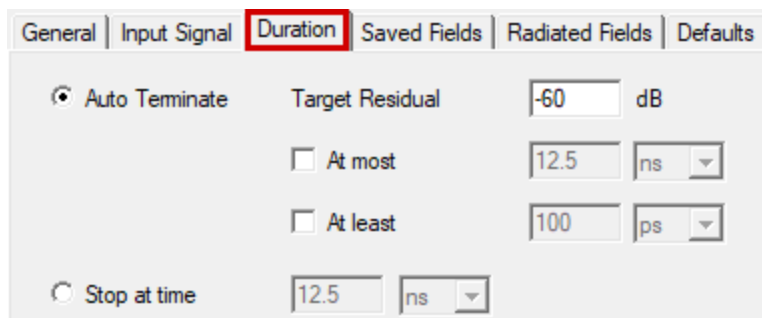 General Input Signal Duration Saved Fields Radiated Fields Defaults
Auto Terminate Target Residual -60 dB
At most 12.5 ns
At least 100 ps
Stop at time 12.5 ns